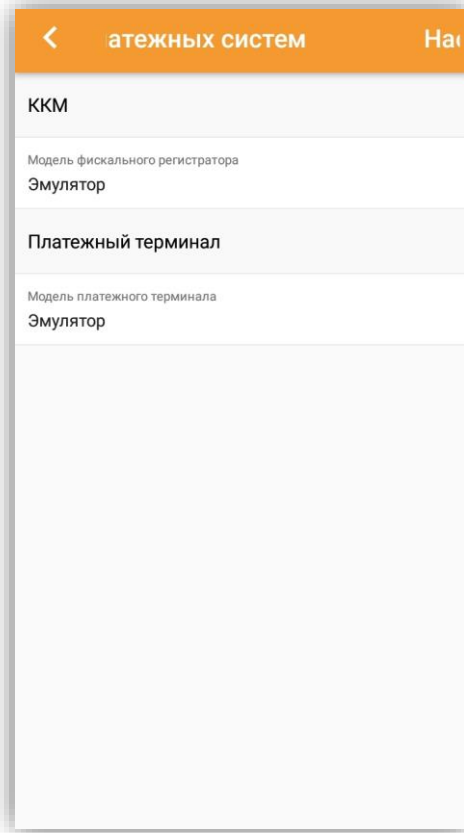 атежных систем Нас
ККМ
Модель фискального регистратора
Эмулятор
Платежный терминал
Модель платежного терминала
Эмулятор